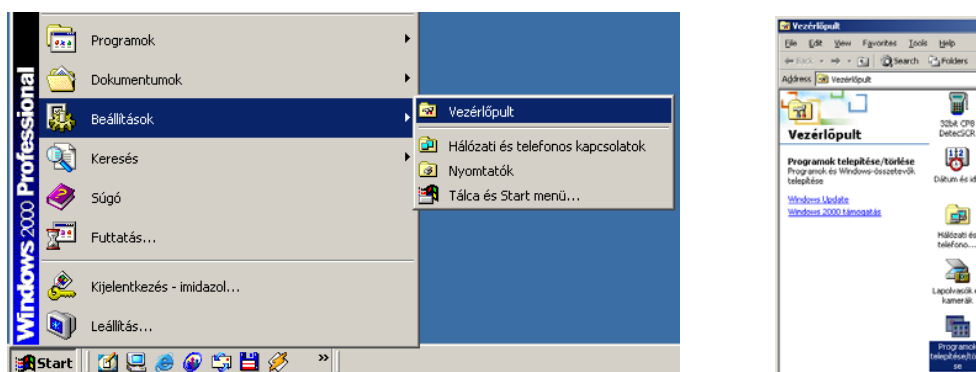 Windows 2000 Professional
Programok
Dokumentumok
Beállítások
Keresés
Súgó
Futtatás...
Kijelentkezés - imidazol...
Leállítás...
Vezérlőpult
Hálózati és telefonos kapcsolatok
Nyomtatók
Tálca és Start menü...
Start
»
Vezérlőpult
File Edit View Favorites Tools Help
Back Search Folders
Address Vezérlőpult
Vezérlőpult
Programok telepítése/törlése
Programok és Windows-összetevők
telepítése
Windows Update
Windows 2000 támogatás
32bit
Dátum és id
Hálózati és
telefono...
Lapolvasók
kamerák
Programok
telepítése/tö
se